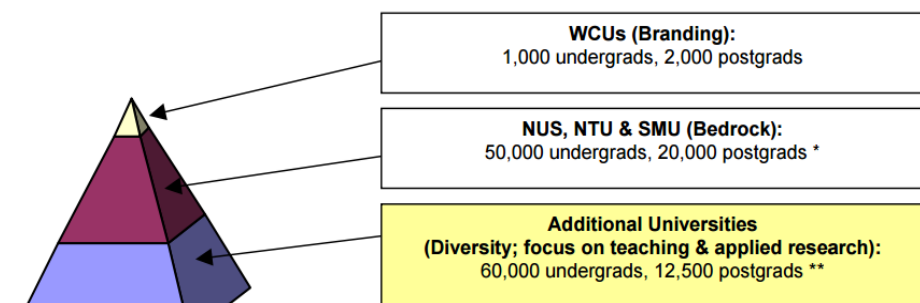 WCUs (Branding):
1,000 undergrads, 2,000 postgrads
NUS, NTU & SMU (Bedrock):
50,000 undergrads, 20,000 postgrads *
Additional Universities
(Diversity; focus on teaching & applied research):
60,000 undergrads, 12,500 postgrads **